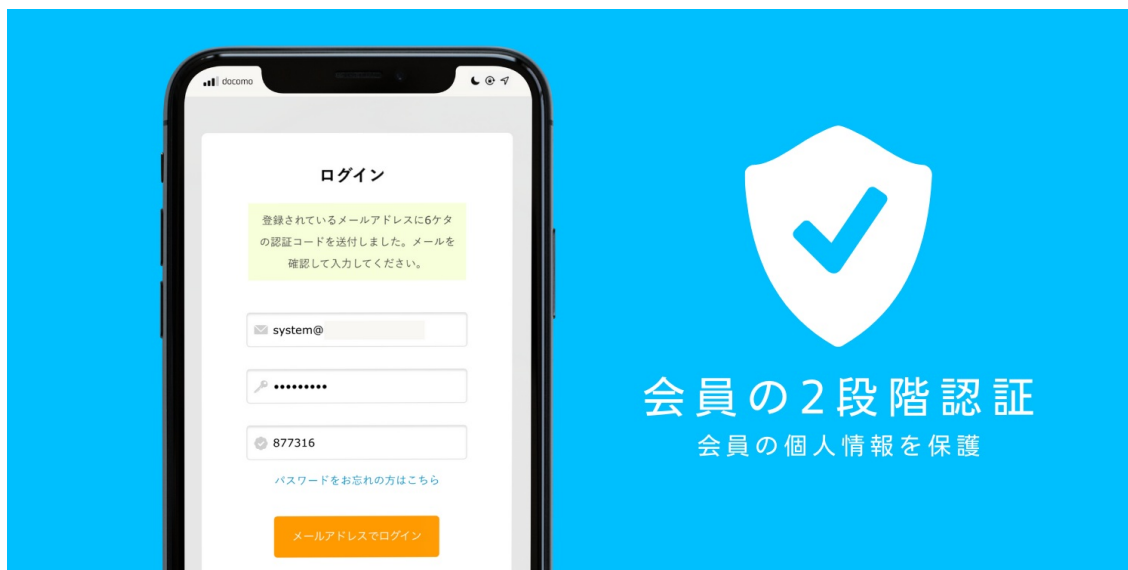 docomo
ログイン
登録されているメールアドレスに6ケタ
の認証コードを送付しました。メールを
確認して入力してください。
system@
•••••••••
877316
パスワードをお忘れの方はこちら
メールアドレスでログイン
会員の2段階認証
会員の個人情報を保護